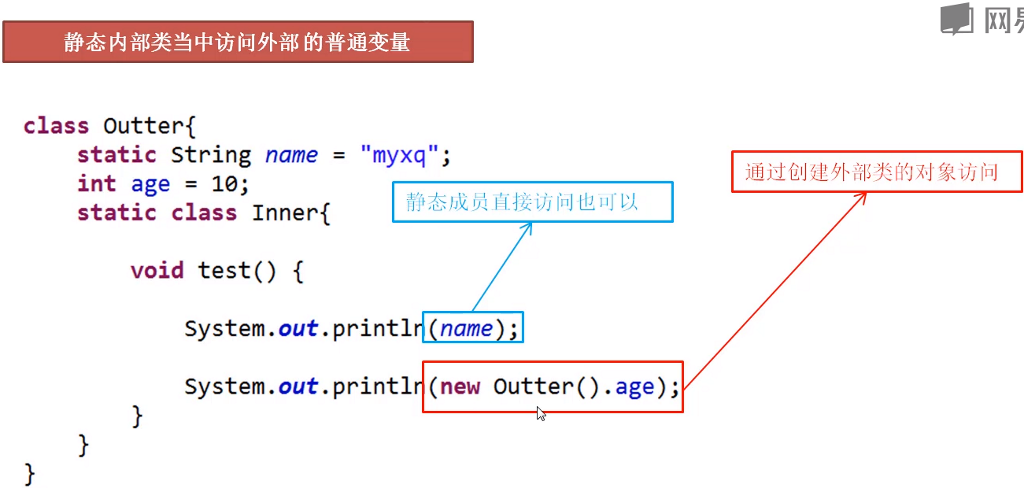 网易
静态内部类当中访问外部的普通变量
class Outter{
static String name = "myxq";
int age = 10;
static class Inner{
void test() {
System.out.println(name);
System.out.println(new Outter().age);
}
}
}
静态成员直接访问也可以
通过创建外部类的对象访问